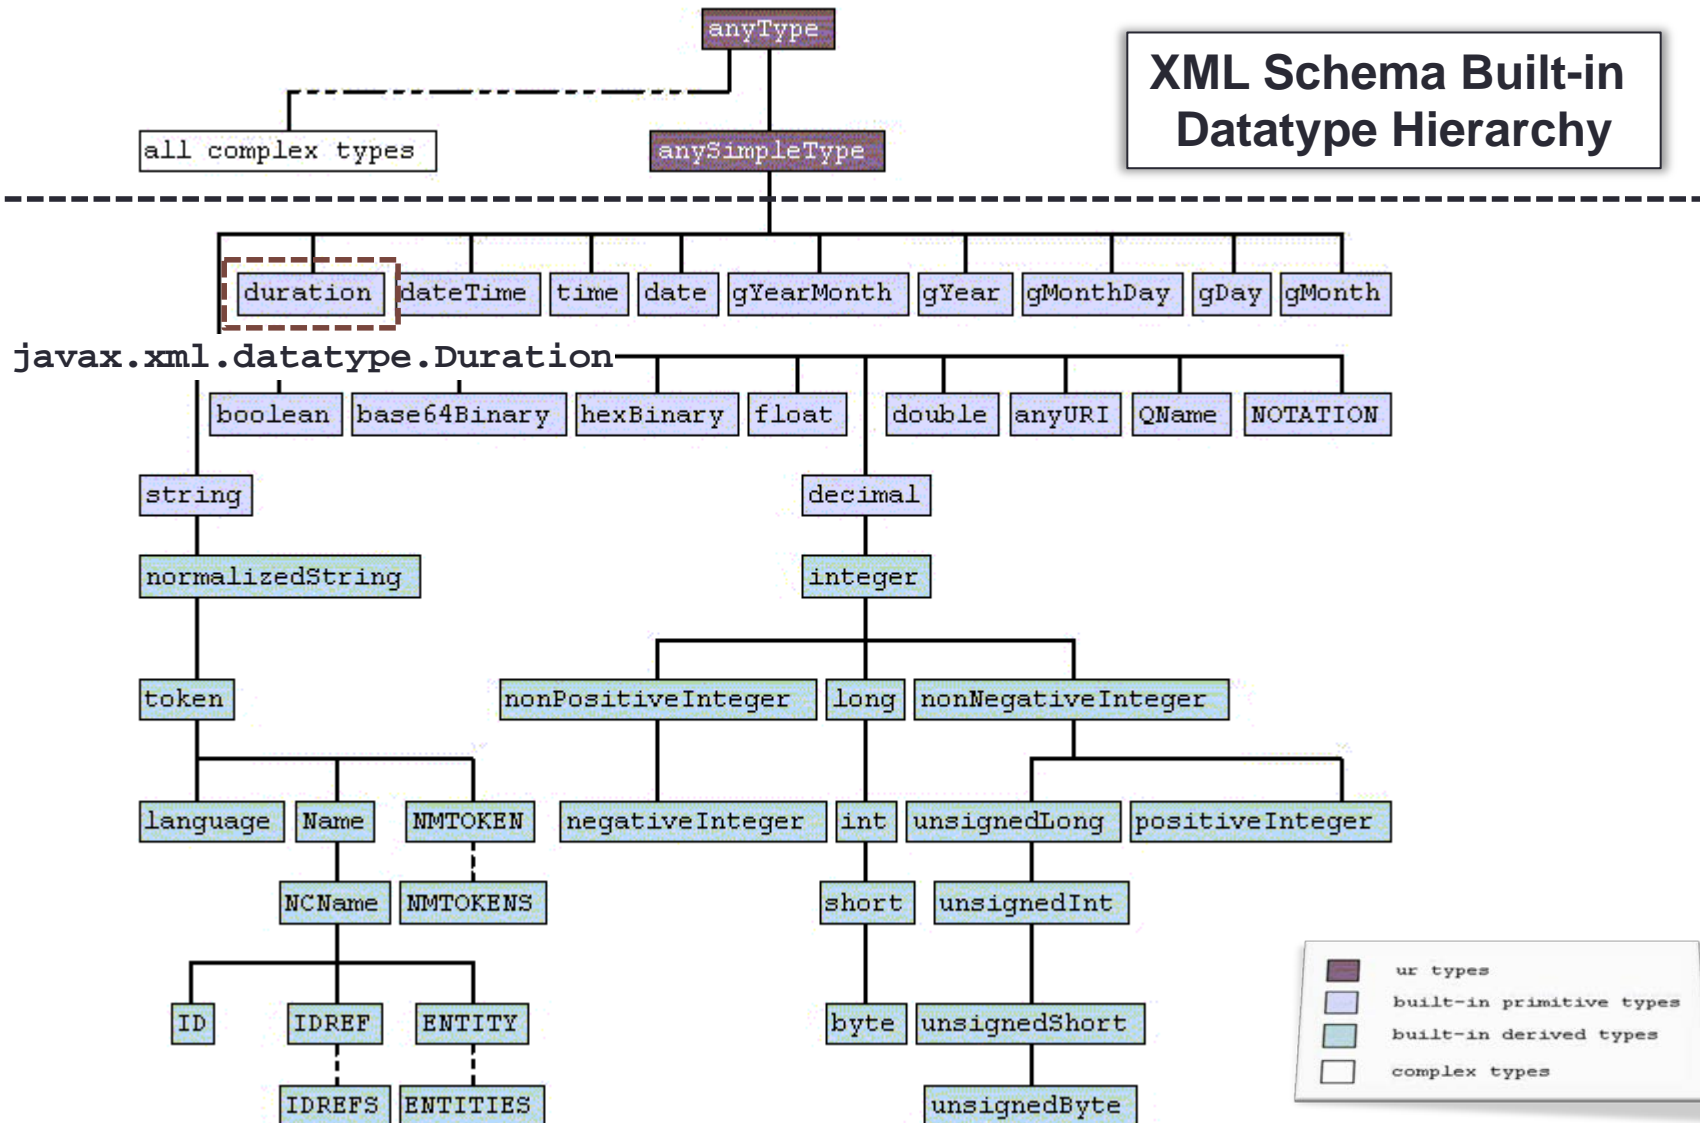 anyType
XML Schema Built-in
Datatype Hierarchy
all complex types
anySimpleType
duration dateTime time date gYearMonth gYear gMonthDay gDay gMonth
javax.xml.datatype.Duration
boolean base64Binary hexBinary float double anyURI QName NOTATION
string decimal
normalizedString integer
token nonPositiveInteger long nonNegativeInteger
language Name NMTOKEN negativeInteger int unsignedLong positiveInteger
NCName NMTOKENS short unsignedInt
ID IDREF ENTITY byte unsignedShort
IDREFS ENTITIES unsignedByte
ur types
built-in primitive types
built-in derived types
complex types